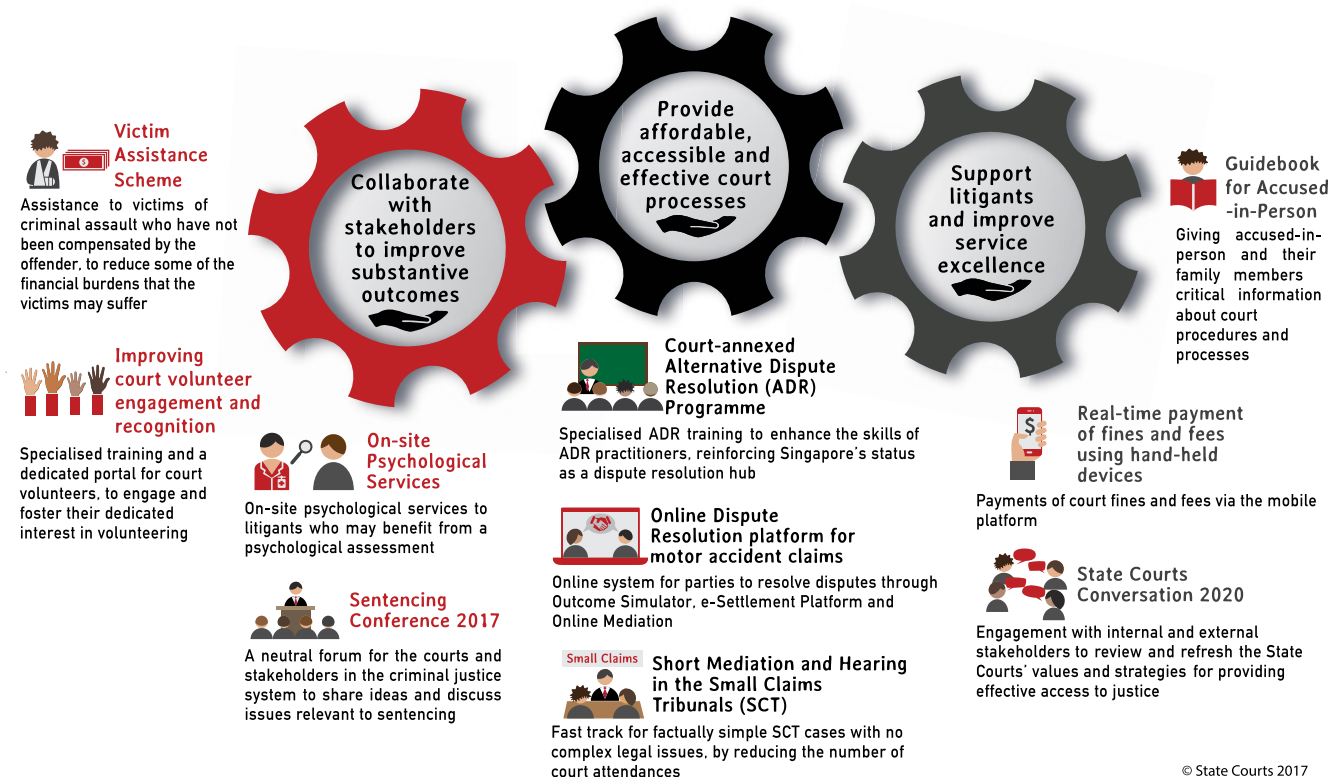 Collaborate
with
stakeholders
to improve
substantive
outcomes
Victim
Assistance
Scheme
$
Assistance to victims of
criminal assault who have not
been compensated by the
offender, to reduce some of the
financial burdens that the
victims may suffer
Improving
court volunteer
engagement and
recognition
Specialised training and a
dedicated portal for court
volunteers, to engage and
foster their dedicated
interest in volunteering
On-site
Psychological
Services
On-site psychological services to
litigants who may benefit from a
psychological assessment
Sentencing
Conference 2017
A neutral forum for the courts and
stakeholders in the criminal justice
system to share ideas and discuss
issues relevant to sentencing
Provide
affordable,
accessible and
effective court
processes
Court-annexed
Alternative Dispute
Resolution (ADR)
Programme
Specialised ADR training to enhance the skills of
ADR practitioners, reinforcing Singapore's status
as a dispute resolution hub
Online Dispute
Resolution platform for
motor accident claims
Online system for parties to resolve disputes through
Outcome Simulator, e-Settlement Platform and
Online Mediation
Small Claims
Short Mediation and Hearing
in the Small Claims
Tribunals (SCT)
Fast track for factually simple SCT cases with no
complex legal issues, by reducing the number of
court attendances
Support
litigants
and improve
service
excellence
Guidebook
for Accused
-in-Person
Giving accused-in-
person and their
family members
critical information
about court
procedures and
processes
$
Real-time payment
of fines and fees
using hand-held
devices
Payments of court fines and fees via the mobile
platform
State Courts
Conversation 2020
Engagement with internal and external
stakeholders to review and refresh the State
Courts' values and strategies for providing
effective access to justice
© State Courts 2017